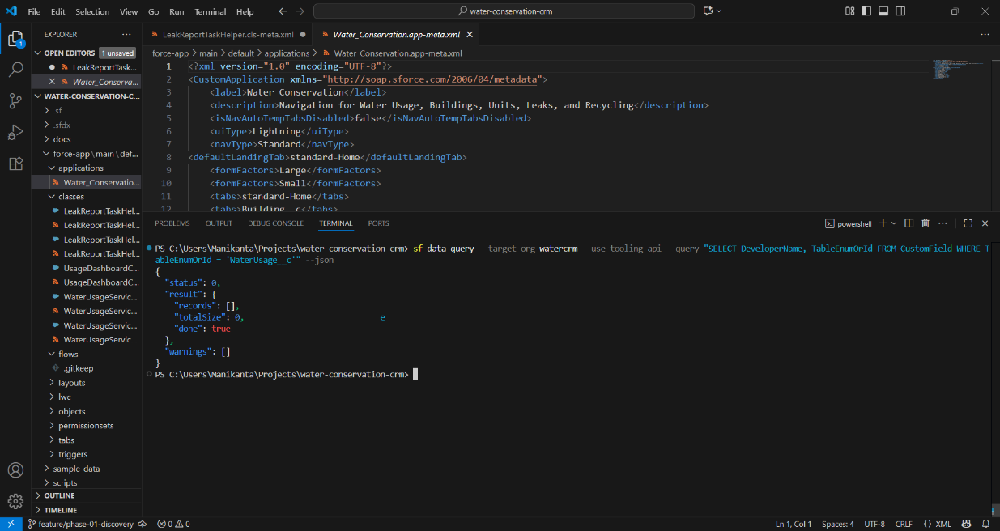 File Edit Selection View Go Run Terminal Help
water-conservation-crm
EXPLORER
OPEN EDITORS 1 unsaved
LeakReportTask...
Water_Conserva...
WATER-CONSERVATION-C...
.sf
.sfdx
docs
force-app\main\def...
applications
Water_Conservatio...
classes
LeakReportTaskHel...
LeakReportTaskHel...
LeakReportTaskHel...
LeakReportTaskHel...
UsageDashboardC...
UsageDashboardC...
WaterUsageServic...
WaterUsageServic...
WaterUsageServic...
WaterUsageServic...
flows
.gitkeep
layouts
lwc
objects
permissionsets
tabs
triggers
sample-data
scripts
OUTLINE
TIMELINE
1
LeakReportTaskHelper.cls-meta.xml
Water_Conservation.app-meta.xml
force-app > main > default > applications > Water_Conservation.app-meta.xml
1 <?xml version="1.0" encoding="UTF-8"?>
2 <CustomApplication xmlns="http://soap.sforce.com/2006/04/metadata">
3 <label>Water Conservation</label>
4 <description>Navigation for Water Usage, Buildings, Units, Leaks, and Recycling</description>
5 <isNavAutoTempTabsDisabled>false</isNavAutoTempTabsDisabled>
6 <uiType>Lightning</uiType>
7 <navType>Standard</navType>
8 <defaultLandingTab>standard-Home</defaultLandingTab>
9 <formFactors>Large</formFactors>
10 <formFactors>Small</formFactors>
11 <tabs>standard-Home</tabs>
12 <tabs>Building__c</tabs>
PROBLEMS OUTPUT DEBUG CONSOLE TERMINAL PORTS
powershell
PS C:\Users\Manikanta\Projects\water-conservation-crm> sf data query --target-org watercrm --use-tooling-api --query "SELECT DeveloperName, TableEnumOrId FROM CustomField WHERE T
ableEnumOrId = 'WaterUsage__c'" --json
{
"status": 0,
"result": {
"records": [],
"totalSize": 0, e
"done": true
},
"warnings": []
}
PS C:\Users\Manikanta\Projects\water-conservation-crm>
feature/phase-01-discovery 0 0
Ln 1, Col 1 Spaces: 4 UTF-8 CRLF {} XML